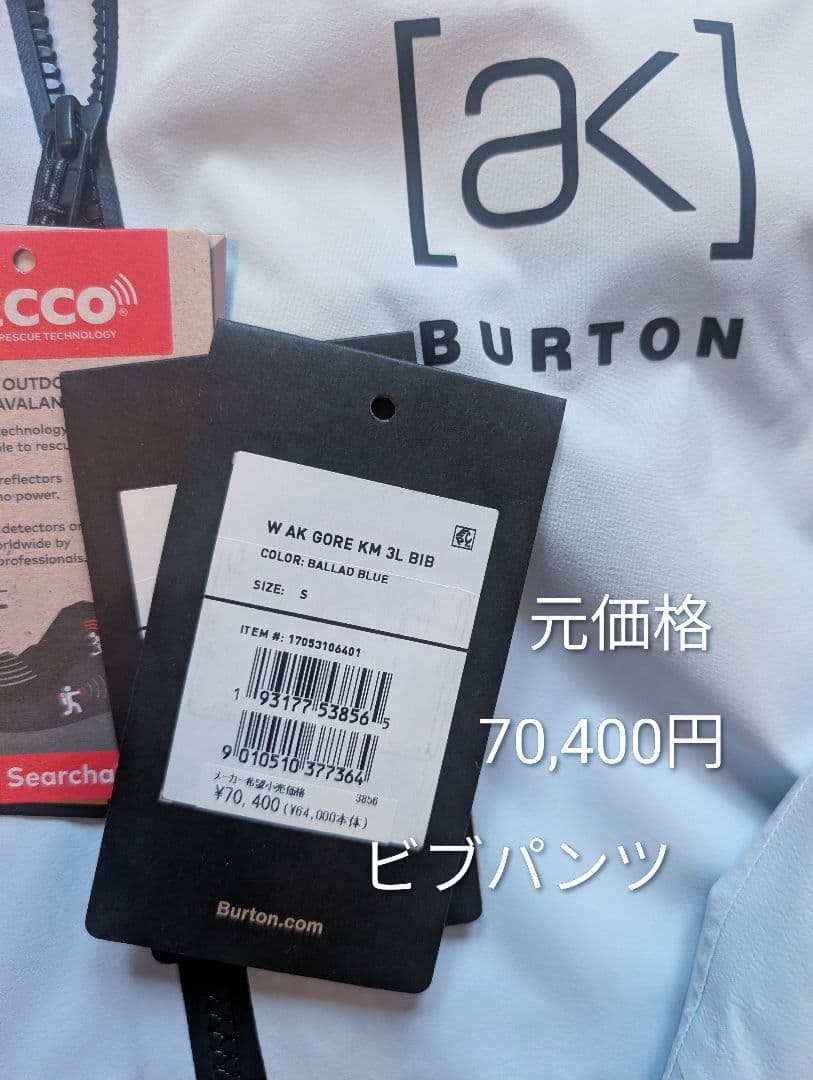 [ak]
BURTON
ECCO
RESCUE TECHNOLOGY
OUTDO
AVALAN
technology
le to rescu
reflectors
no power.
detectors ar
orldwide by
professionals.
Searcha
W AK GORE KM 3L BIB
COLOR: BALLAD BLUE
SIZE: S
ITEM #: 17053106401
1 93177 53856 5
9 010510 377364
メーカー希望小売価格 3856
¥70,400(¥64,000本体)
Burton.com
元価格
70,400円
ビブパンツ